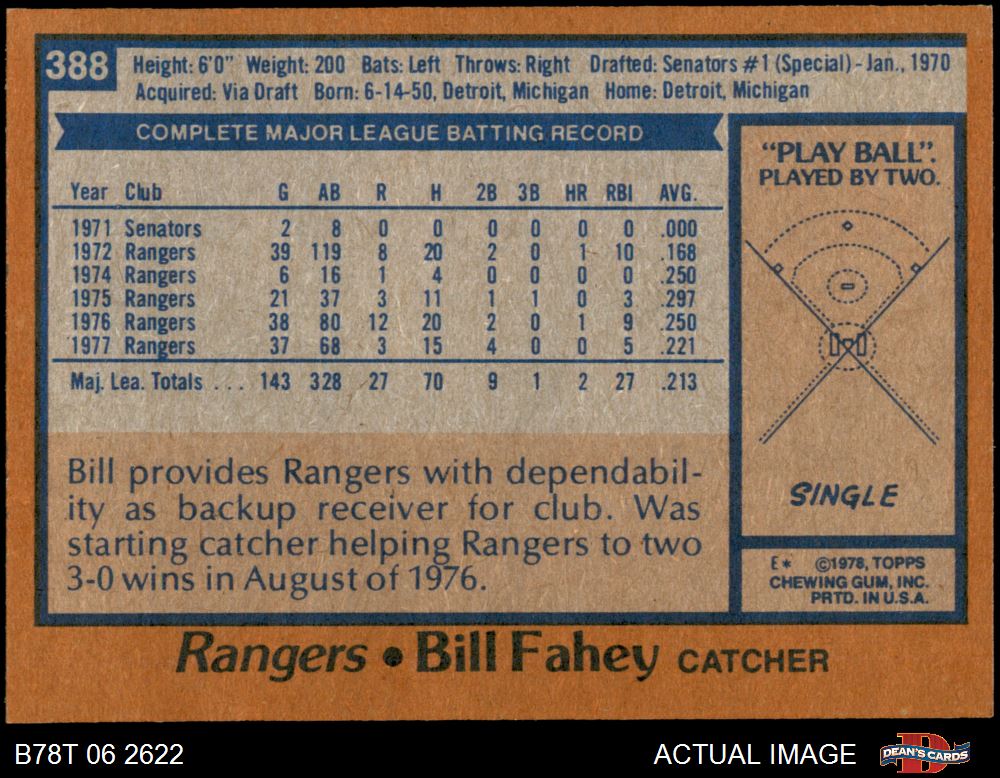 388
Height: 6'0" Weight: 200 Bats: Left Throws: Right Drafted: Senators #1 (Special) - Jan., 1970
Acquired: Via Draft Born: 6-14-50, Detroit, Michigan Home: Detroit, Michigan
COMPLETE MAJOR LEAGUE BATTING RECORD
Year Club G AB R H 2B 3B HR RBI AVG.
1971 Senators 2 8 0 0 0 0 0 0 .000
1972 Rangers 39 119 8 20 2 0 1 10 .168
1974 Rangers 6 16 1 4 0 0 0 0 .250
1975 Rangers 21 37 3 11 1 1 0 3 .297
1976 Rangers 38 80 12 20 2 0 1 9 .250
1977 Rangers 37 68 3 15 4 0 0 5 .221
Maj. Lea. Totals ... 143 328 27 70 9 1 2 27 .213
Bill provides Rangers with dependabil-
ity as backup receiver for club. Was
starting catcher helping Rangers to two
3-0 wins in August of 1976.
"PLAY BALL".
PLAYED BY TWO.
SINGLE
E* ©1978, TOPPS
CHEWING GUM, INC.
PRTD. IN U.S.A.
Rangers • Bill Fahey CATCHER
B78T 06 2622
ACTUAL IMAGE
D
DEAN'S CARDS